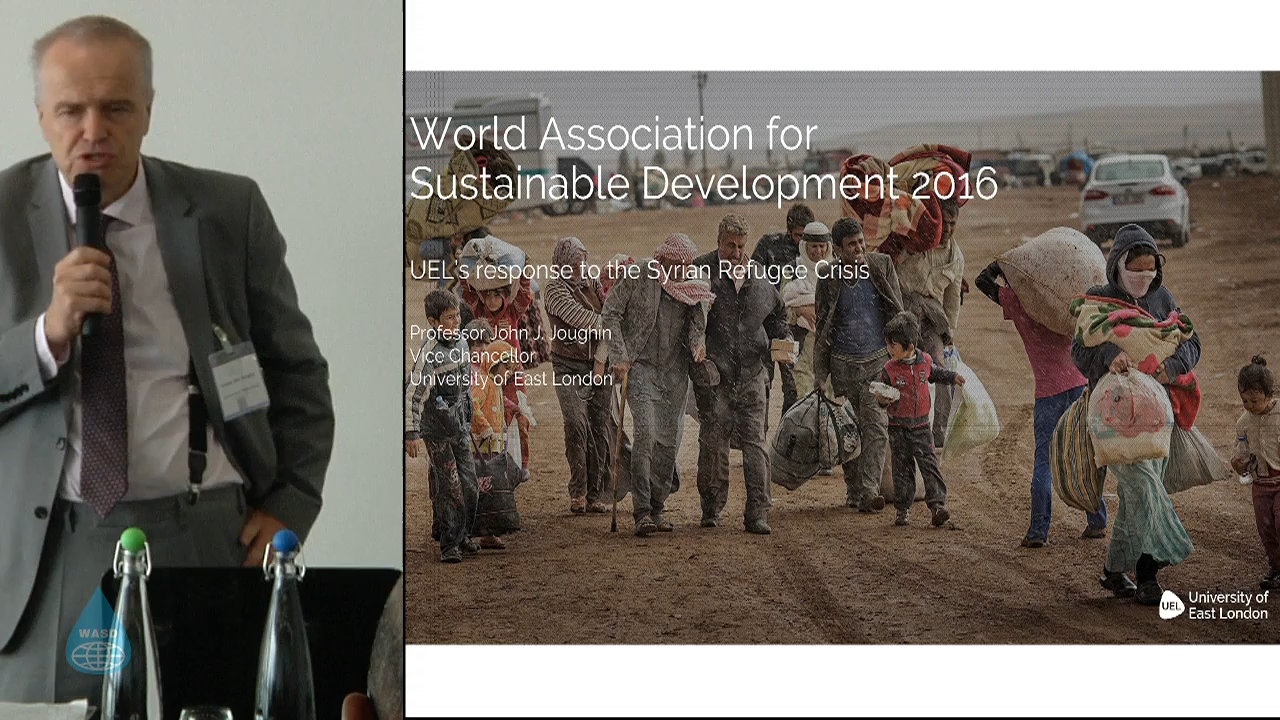 World Association for
Sustainable Development 2016
UEL's response to the Syrian Refugee Crisis
Professor John J. Joughin
Vice Chancellor
University of East London
UEL
University of
East London
WASD